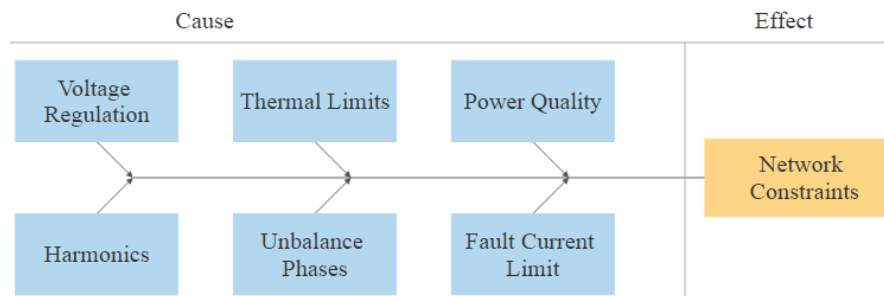 Cause
Effect
Voltage
Regulation
Thermal Limits
Power Quality
Network
Constraints
Harmonics
Unbalance
Phases
Fault Current
Limit